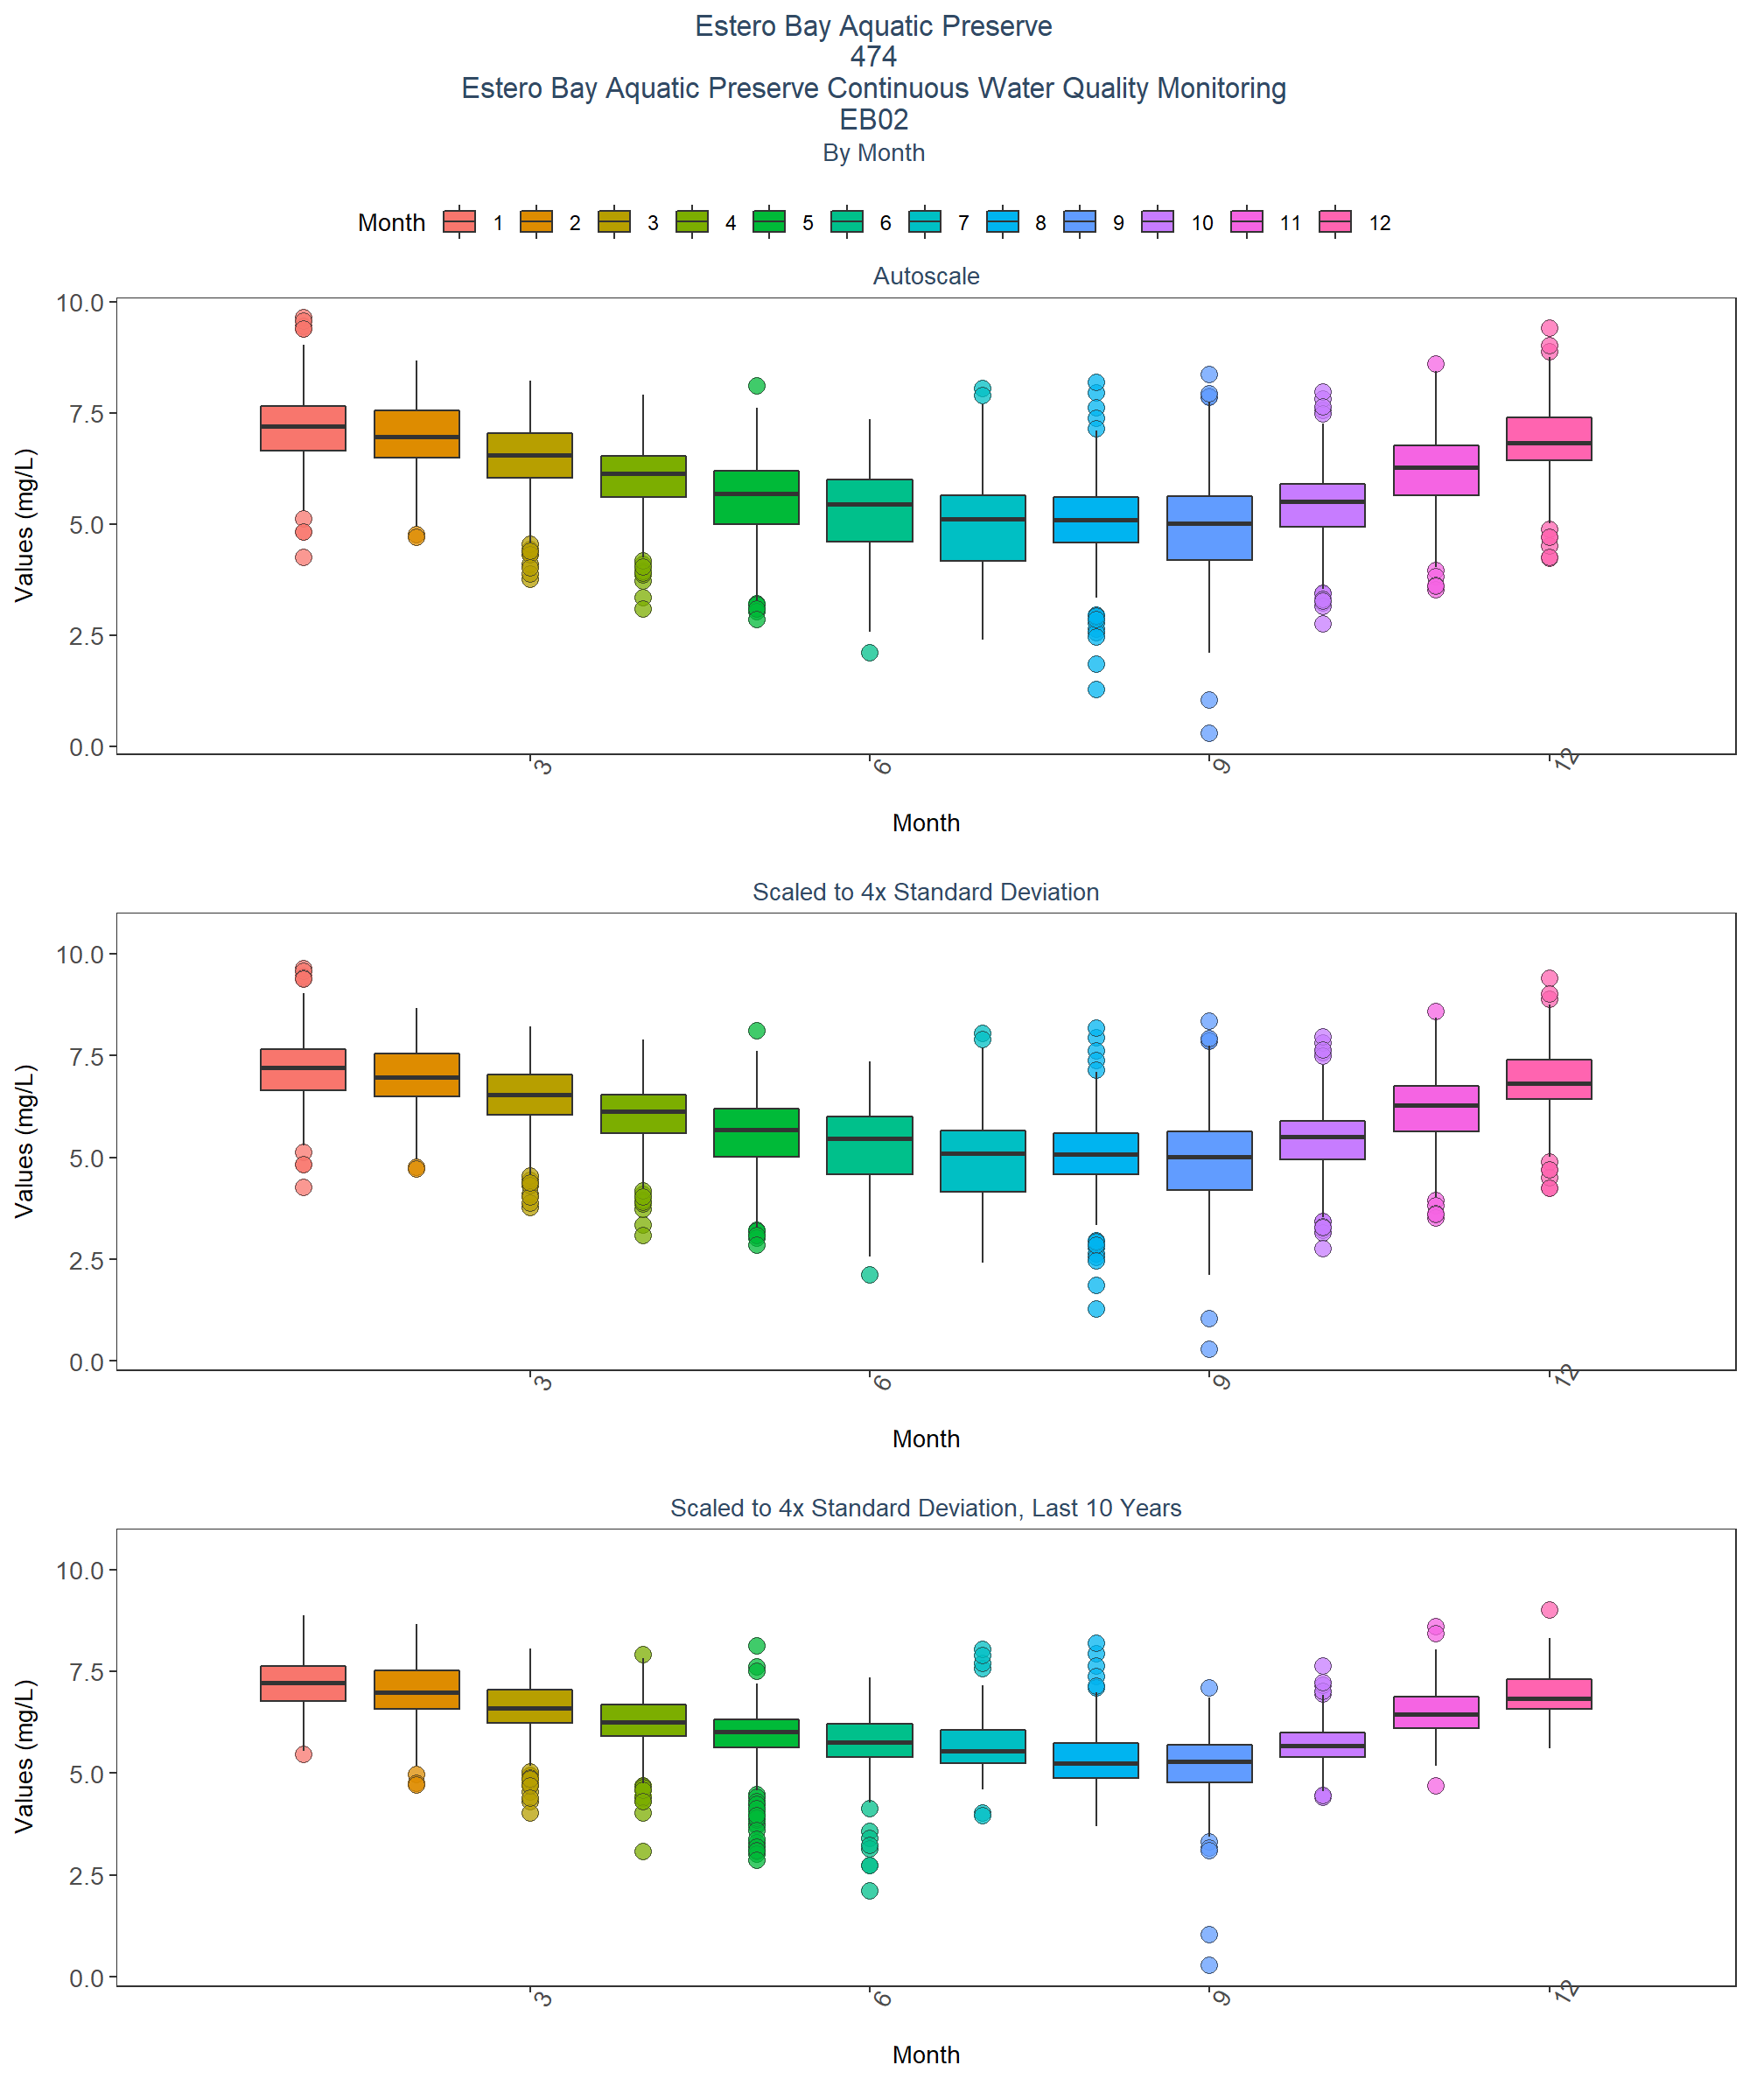 Estero Bay Aquatic Preserve
474
Estero Bay Aquatic Preserve Continuous Water Quality Monitoring
EB02
By Month
Month 1 2 3 4 5 6 7 8 9 10 11 12
Autoscale
Values (mg/L)
10.0
7.5
5.0
2.5
0.0
3 6 9 12
Month
Scaled to 4x Standard Deviation
Values (mg/L)
10.0
7.5
5.0
2.5
0.0
3 6 9 12
Month
Scaled to 4x Standard Deviation, Last 10 Years
Values (mg/L)
10.0
7.5
5.0
2.5
0.0
3 6 9 12
Month